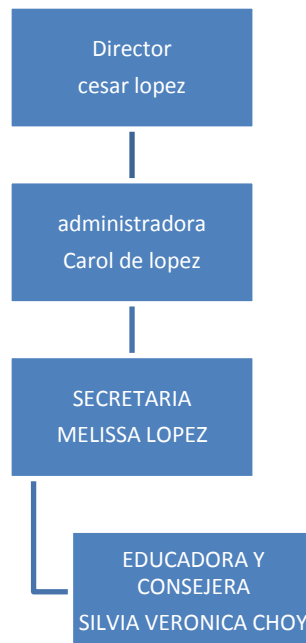 Director
cesar lopez
administradora
Carol de lopez
SECRETARIA
MELISSA LOPEZ
EDUCADORA Y
CONSEJERA
SILVIA VERONICA CHOY